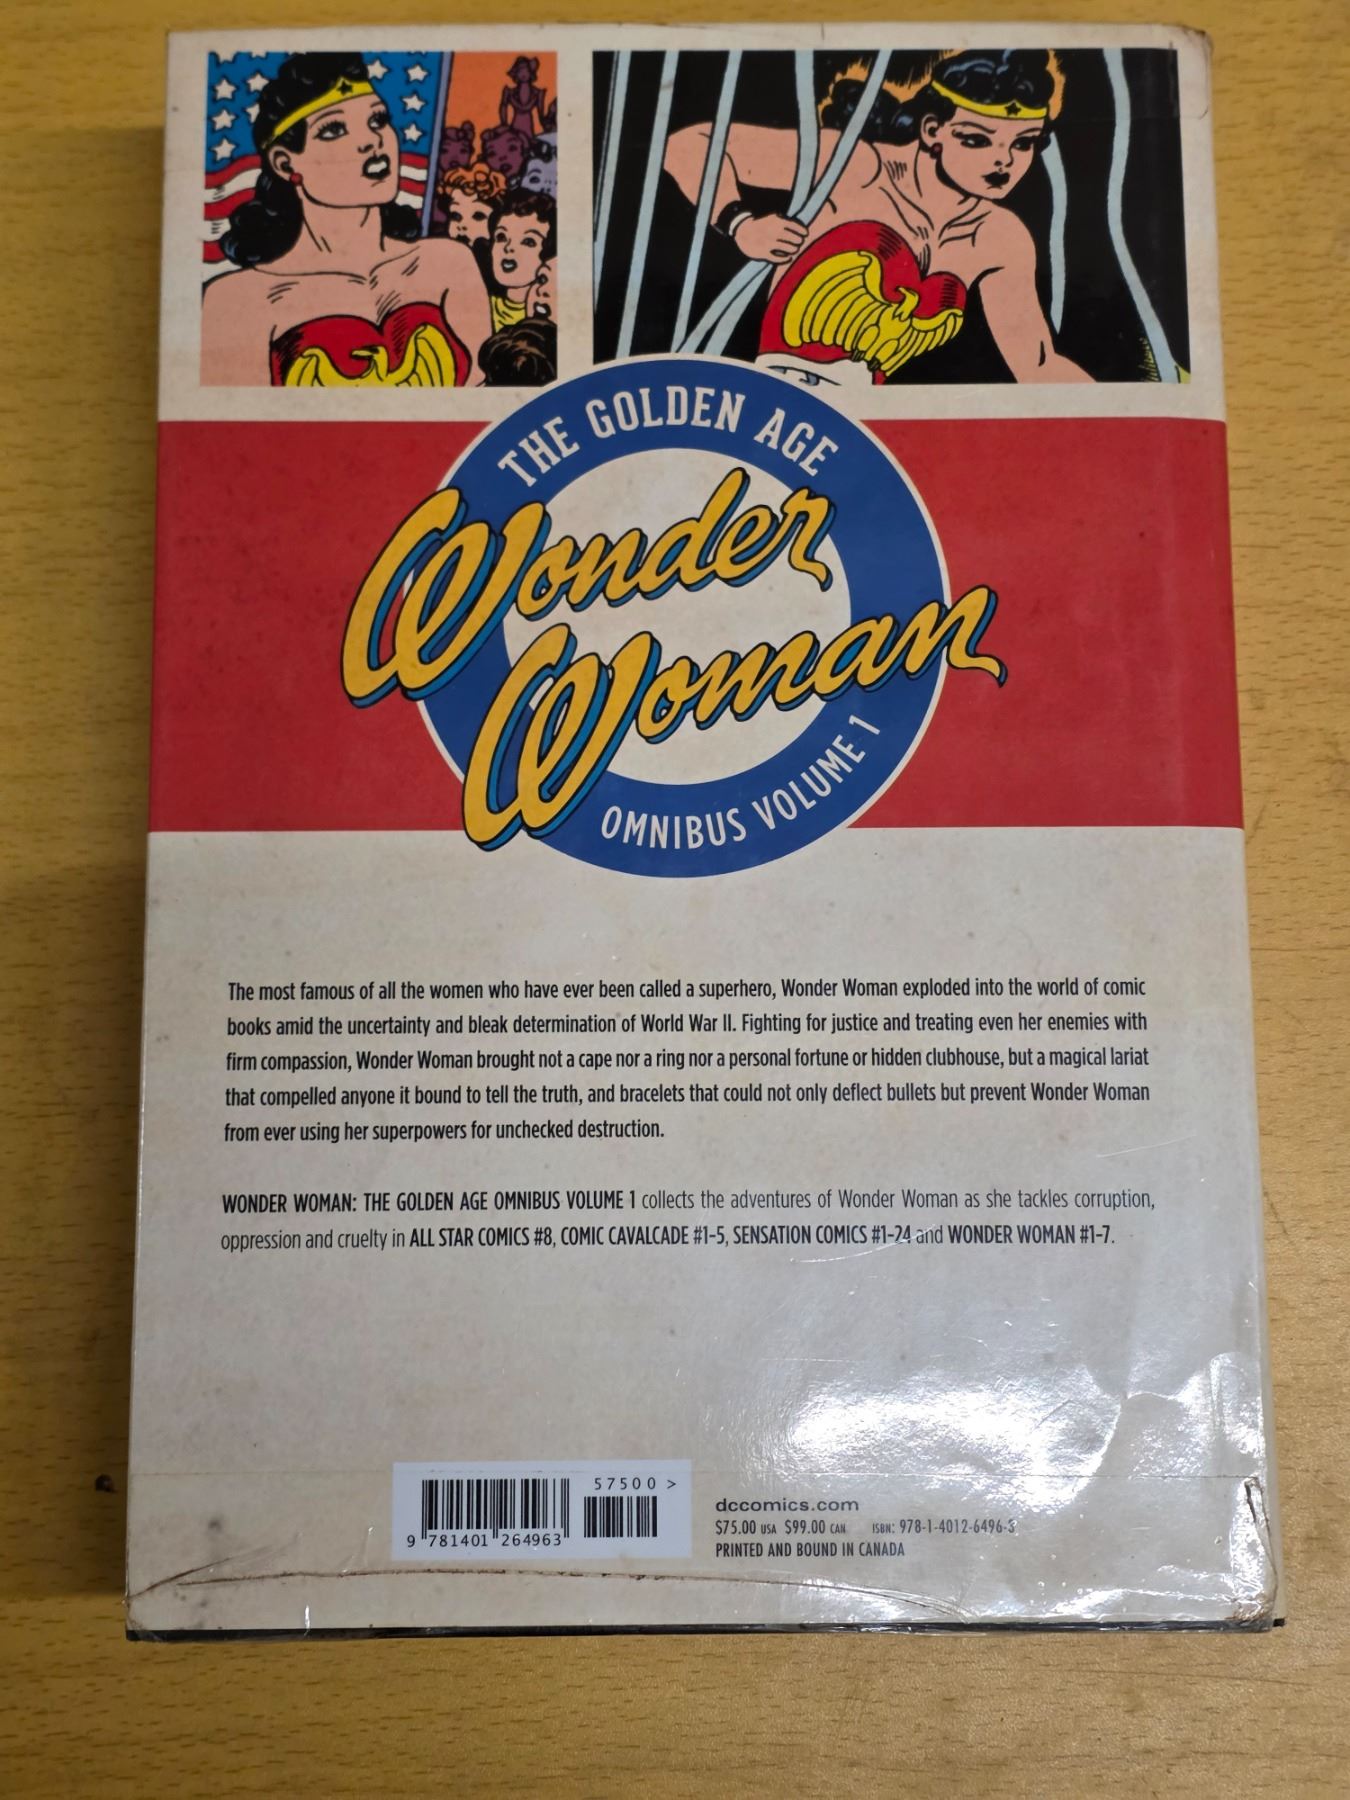 THE GOLDEN AGE
Wonder
Woman
OMNIBUS VOLUME 1
The most famous of all the women who have ever been called a superhero, Wonder Woman exploded into the world of comic
books amid the uncertainty and bleak determination of World War II. Fighting for justice and treating even her enemies with
firm compassion, Wonder Woman brought not a cape nor a ring nor a personal fortune or hidden clubhouse, but a magical lariat
that compelled anyone it bound to tell the truth, and bracelets that could not only deflect bullets but prevent Wonder Woman
from ever using her superpowers for unchecked destruction.
WONDER WOMAN: THE GOLDEN AGE OMNIBUS VOLUME 1 collects the adventures of Wonder Woman as she tackles corruption,
oppression and cruelty in ALL STAR COMICS #8, COMIC CAVALCADE #1-5, SENSATION COMICS #1-24 and WONDER WOMAN #1-7.
57500 >
9 781401 264963
dccomics.com
$75.00 USA $99.00 CAN ISBN: 978-1-4012-6496-3
PRINTED AND BOUND IN CANADA